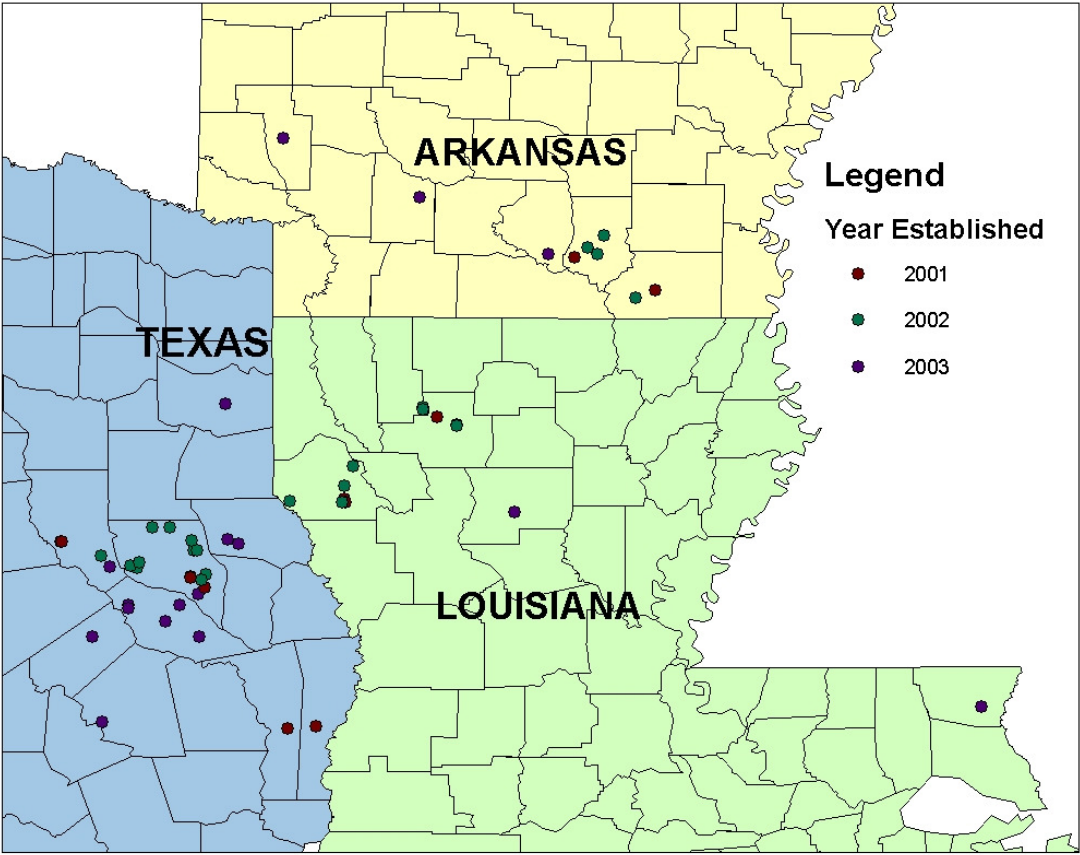 ARKANSAS
Legend
Year Established
2001
2002
TEXAS
2003
LOUISIANA